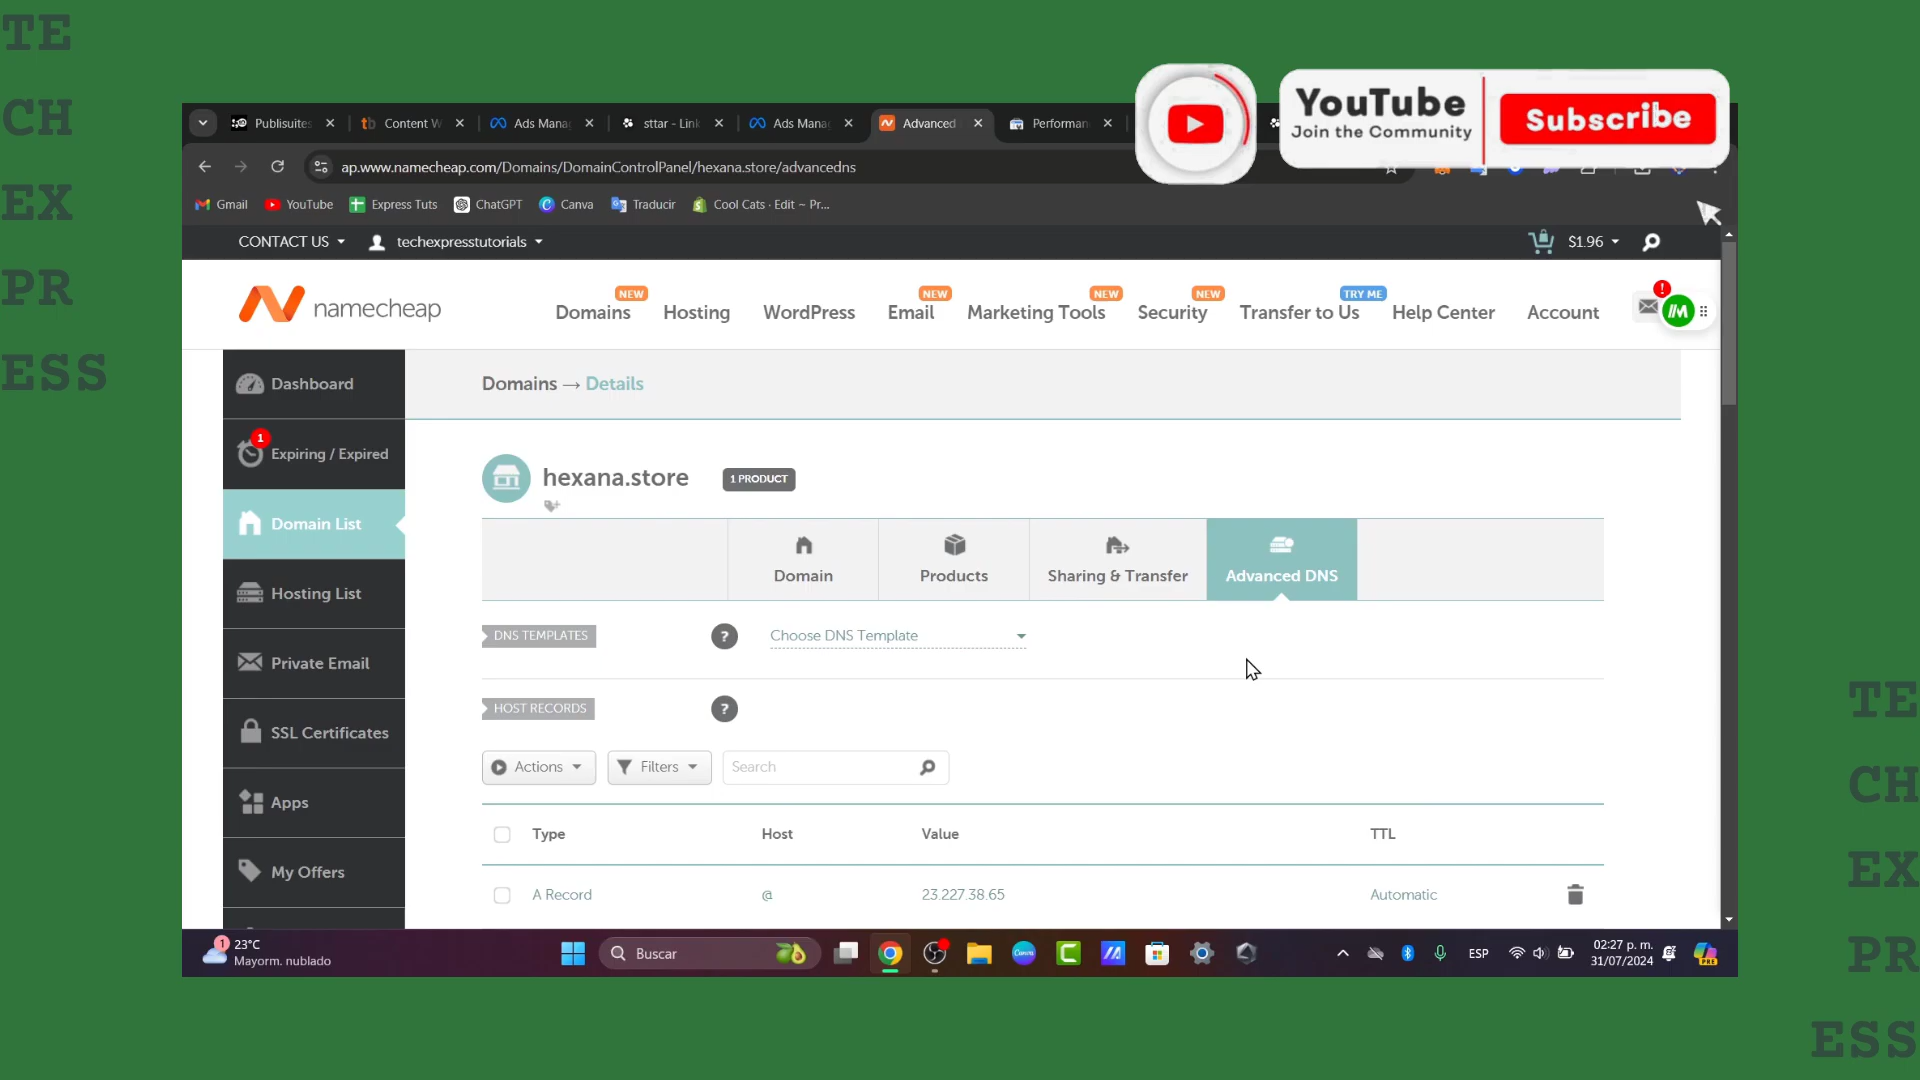 TE
CH
EX
PR
ESS
YouTube
Join the Community
Subscribe
Publisuites
Content W
Ads Mana
sttar - Link
Ads Mana
Advanced
Performan
ap.www.namecheap.com/Domains/DomainControlPanel/hexana.store/advancedns
Gmail
YouTube
Express Tuts
ChatGPT
Canva
Traducir
Cool Cats · Edit ~ Pr...
CONTACT US
techexpresstutorials
$1.96
namecheap
NEW
NEW
NEW
NEW
TRY ME
Domains
Hosting
WordPress
Email
Marketing Tools
Security
Transfer to Us
Help Center
Account
Dashboard
1
Expiring / Expired
Domain List
Hosting List
Private Email
SSL Certificates
Apps
My Offers
Domains → Details
hexana.store
1 PRODUCT
Domain
Products
Sharing & Transfer
Advanced DNS
DNS TEMPLATES
?
Choose DNS Template
HOST RECORDS
?
Actions
Filters
Search
Type
Host
Value
TTL
A Record
@
23.227.38.65
Automatic
1
23°C
Mayorm. nublado
Buscar
Canva
ESP
02:27 p. m.
31/07/2024
PRE
TE
CH
EX
PR
ESS